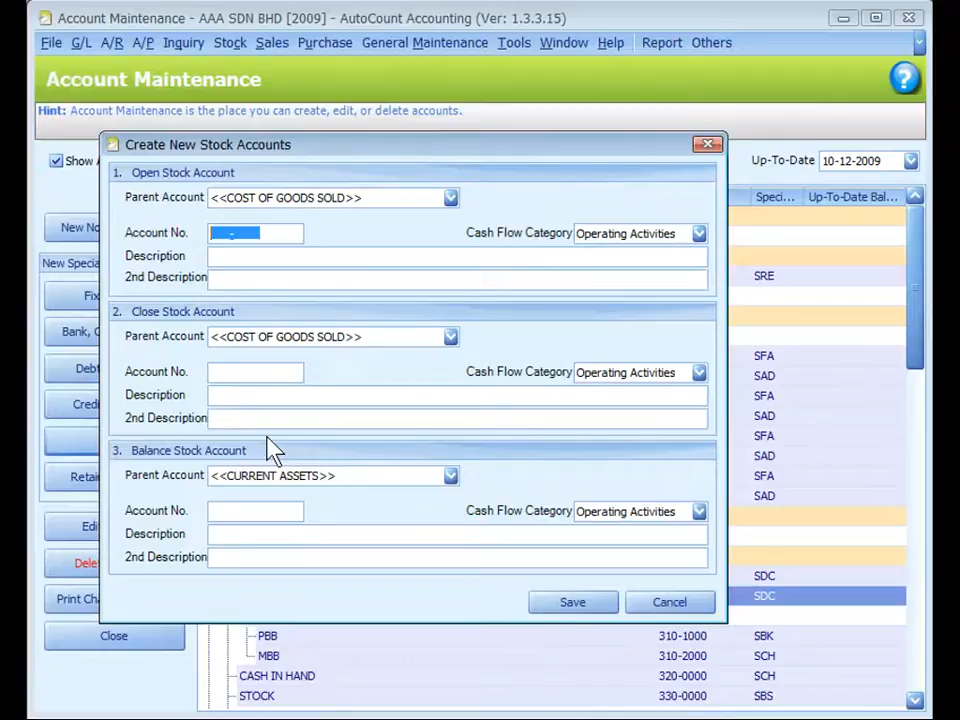 Account Maintenance - AAA SDN BHD [2009] - AutoCount Accounting (Ver: 1.3.3.15)
File G/L A/R A/P Inquiry Stock Sales Purchase General Maintenance Tools Window Help Report Others
Account Maintenance
Hint: Account Maintenance is the place you can create, edit, or delete accounts.
Show Up-To-Date 10-12-2009
Create New Stock Accounts
Speci... Up-To-Date Bal...
1. Open Stock Account
Parent Account <<COST OF GOODS SOLD>>
New
Account No. - Cash Flow Category Operating Activities
Description
New
2nd Description
SRE
2. Close Stock Account
Parent Account <<COST OF GOODS SOLD>>
Bank,
SFA
Account No. Cash Flow Category Operating Activities
SAD
Description
SFA
2nd Description
SAD
SFA
3. Balance Stock Account
SAD
Parent Account <<CURRENT ASSETS>>
SFA
SAD
Account No. Cash Flow Category Operating Activities
Description
2nd Description
SDC
Save Cancel
SDC
Close
PBB 310-1000 SBK
MBB 310-2000 SCH
CASH IN HAND 320-0000 SCH
STOCK 330-0000 SBS